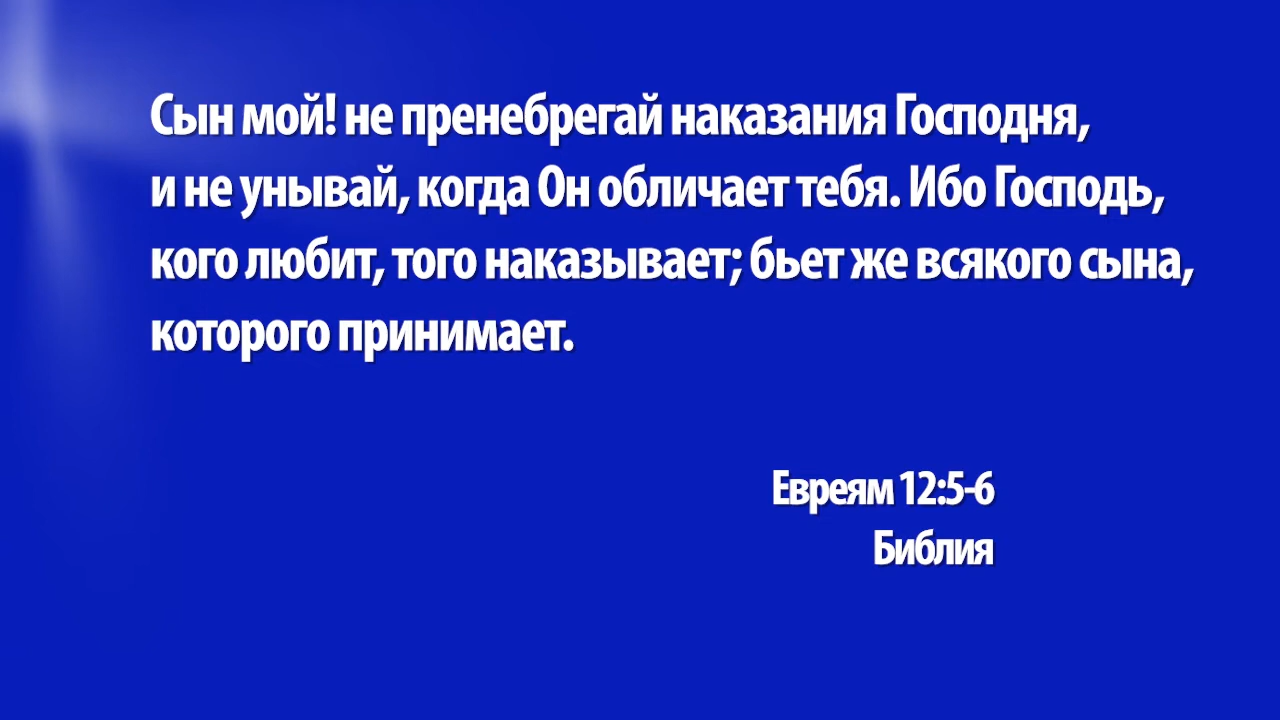 Сын мой! не пренебрегай наказания Господня,
и не унывай, когда Он обличает тебя. Ибо Господь,
кого любит, того наказывает; бьет же всякого сына,
которого принимает.
Евреям 12:5-6
Библия